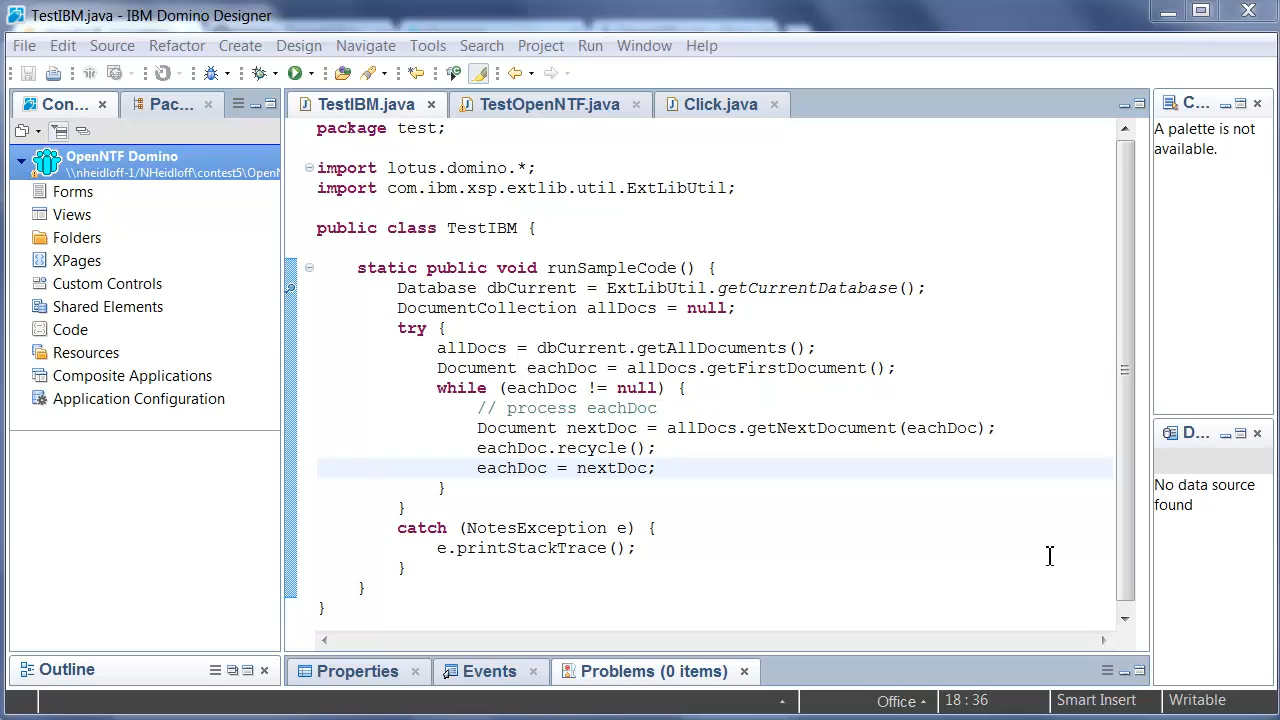 TestIBM.java - IBM Domino Designer
File Edit Source Refactor Create Design Navigate Tools Search Project Run Window Help
Con... Pac... TestIBM.java TestOpenNTF.java Click.java C...
OpenNTF Domino
\\nheidloff-1/NHeidloff/contest5/OpenN
Forms
Views
Folders
XPages
Custom Controls
Shared Elements
Code
Resources
Composite Applications
Application Configuration
Outline
package test;
import lotus.domino.*;
import com.ibm.xsp.extlib.util.ExtLibUtil;
public class TestIBM {
static public void runSampleCode() {
Database dbCurrent = ExtLibUtil.getCurrentDatabase();
DocumentCollection allDocs = null;
try {
allDocs = dbCurrent.getAllDocuments();
Document eachDoc = allDocs.getFirstDocument();
while (eachDoc != null) {
// process eachDoc
Document nextDoc = allDocs.getNextDocument(eachDoc);
eachDoc.recycle();
eachDoc = nextDoc;
}
}
catch (NotesException e) {
e.printStackTrace();
}
}
}
A palette is not
available.
D...
No data source
found
Properties Events Problems (0 items)
Office 18 : 36 Smart Insert Writable